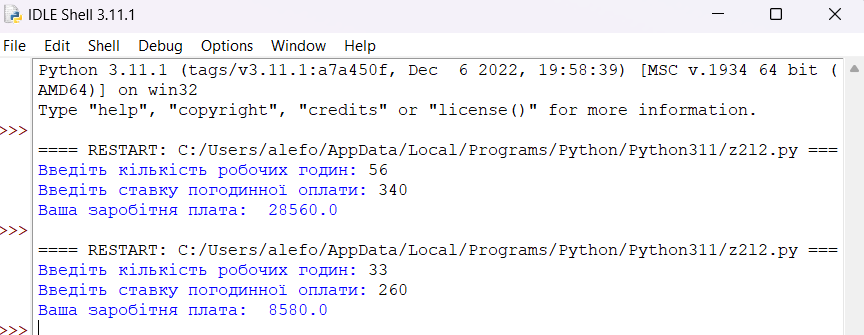 IDLE Shell 3.11.1
File Edit Shell Debug Options Window Help
Python 3.11.1 (tags/v3.11.1:a7a450f, Dec  6 2022, 19:58:39) [MSC v.1934 64 bit (
AMD64)] on win32
Type "help", "copyright", "credits" or "license()" for more information.
>>>
==== RESTART: C:/Users/alefo/AppData/Local/Programs/Python/Python311/z2l2.py ===
Введіть кількість робочих годин: 56
Введіть ставку погодинної оплати: 340
Ваша заробітня плата:  28560.0
>>>
==== RESTART: C:/Users/alefo/AppData/Local/Programs/Python/Python311/z2l2.py ===
Введіть кількість робочих годин: 33
Введіть ставку погодинної оплати: 260
Ваша заробітня плата:  8580.0
>>>